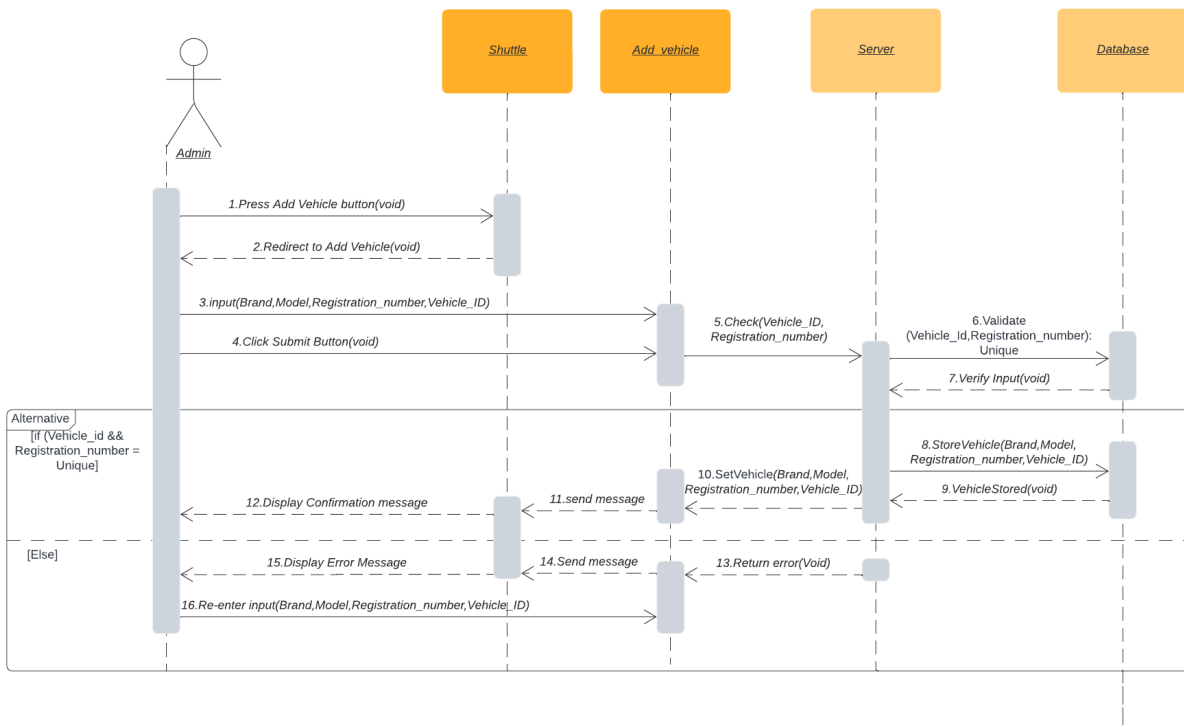 Shuttle
Add_vehicle
Server
Database
Admin
1.Press Add Vehicle button(void)
2.Redirect to Add Vehicle(void)
3.input(Brand,Model,Registration_number,Vehicle_ID)
4.Click Submit Button(void)
5.Check(Vehicle_ID,
Registration_number)
6.Validate
(Vehicle_Id,Registration_number):
Unique
7.Verify Input(void)
Alternative
[if (Vehicle_id &&
Registration_number =
Unique]
8.StoreVehicle(Brand,Model,
Registration_number,Vehicle_ID)
9.VehicleStored(void)
10.SetVehicle(Brand,Model,
Registration_number,Vehicle_ID)
11.send message
12.Display Confirmation message
[Else]
13.Return error(Void)
14.Send message
15.Display Error Message
16.Re-enter input(Brand,Model,Registration_number,Vehicle_ID)